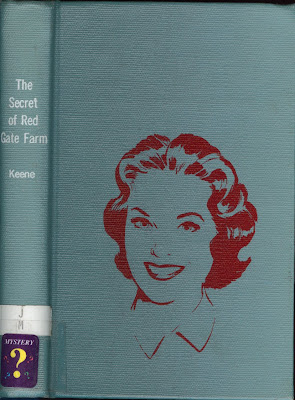 The
Secret
of Red
Gate Farm
Keene
J
M
MYSTERY
?